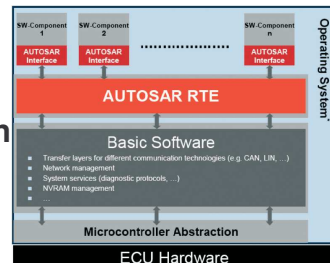 SW-Component
1
AUTOSAR
Interface
SW-Component
2
AUTOSAR
Interface
SW-Component
n
AUTOSAR
Interface
Operating System
AUTOSAR RTE
n
Basic Software
Transfer layers for different communication technologies (e.g. CAN, LIN, ...)
Network management
System services (diagnostic protocols, ...)
NVRAM management
...
Microcontroller Abstraction
ECU Hardware